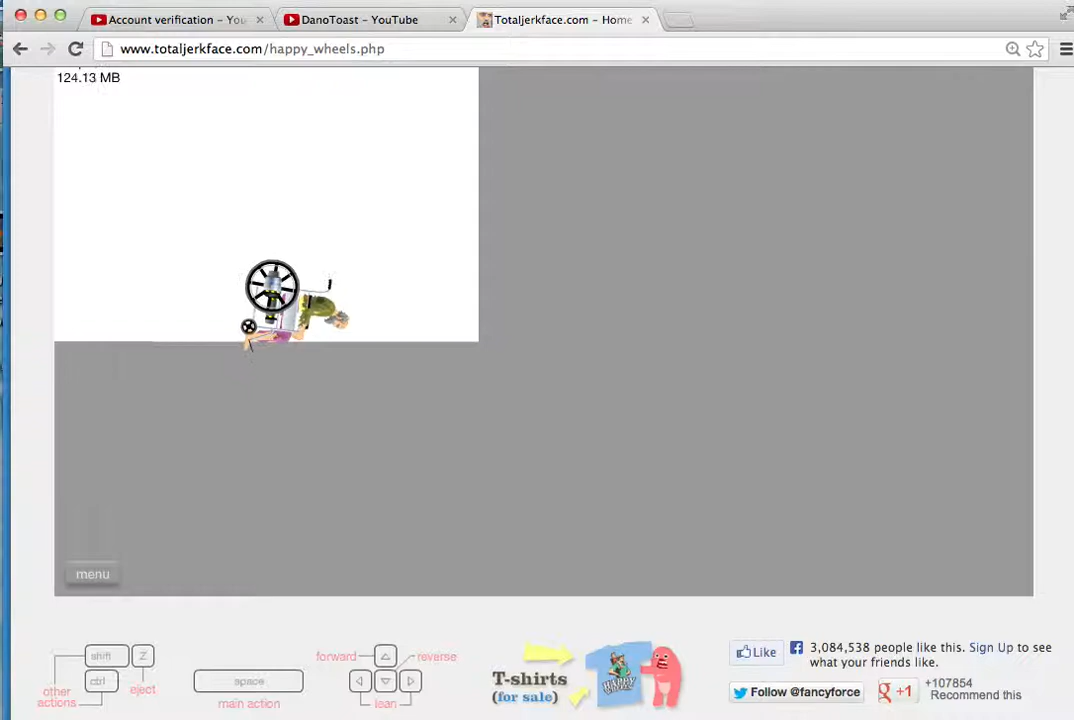 Account verification – You
DanoToast – YouTube
Totaljerkface.com – Home
www.totaljerkface.com/happy_wheels.php
124.13 MB
menu
shift
Z
ctrl
other actions
eject
space
main action
forward
reverse
lean
T-shirts
(for sale)
HAPPY WHEELS
Like
3,084,538 people like this. Sign Up to see
what your friends like.
Follow @fancyforce
g +1
+107854
Recommend this